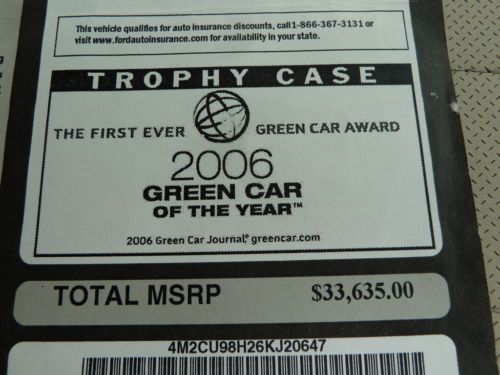 This vehicle qualifies for auto insurance discounts, call1-866-367-3131 or
visit www.fordautoinsurance.com for availability in your state.
TROPHY CASE
THE FIRST EVER GREEN CAR AWARD
2006
GREEN CAR
OF THE YEAR™
2006 Green Car Journal® greencar.com
TOTAL MSRP $33,635.00
4M2CU98H26KJ20647